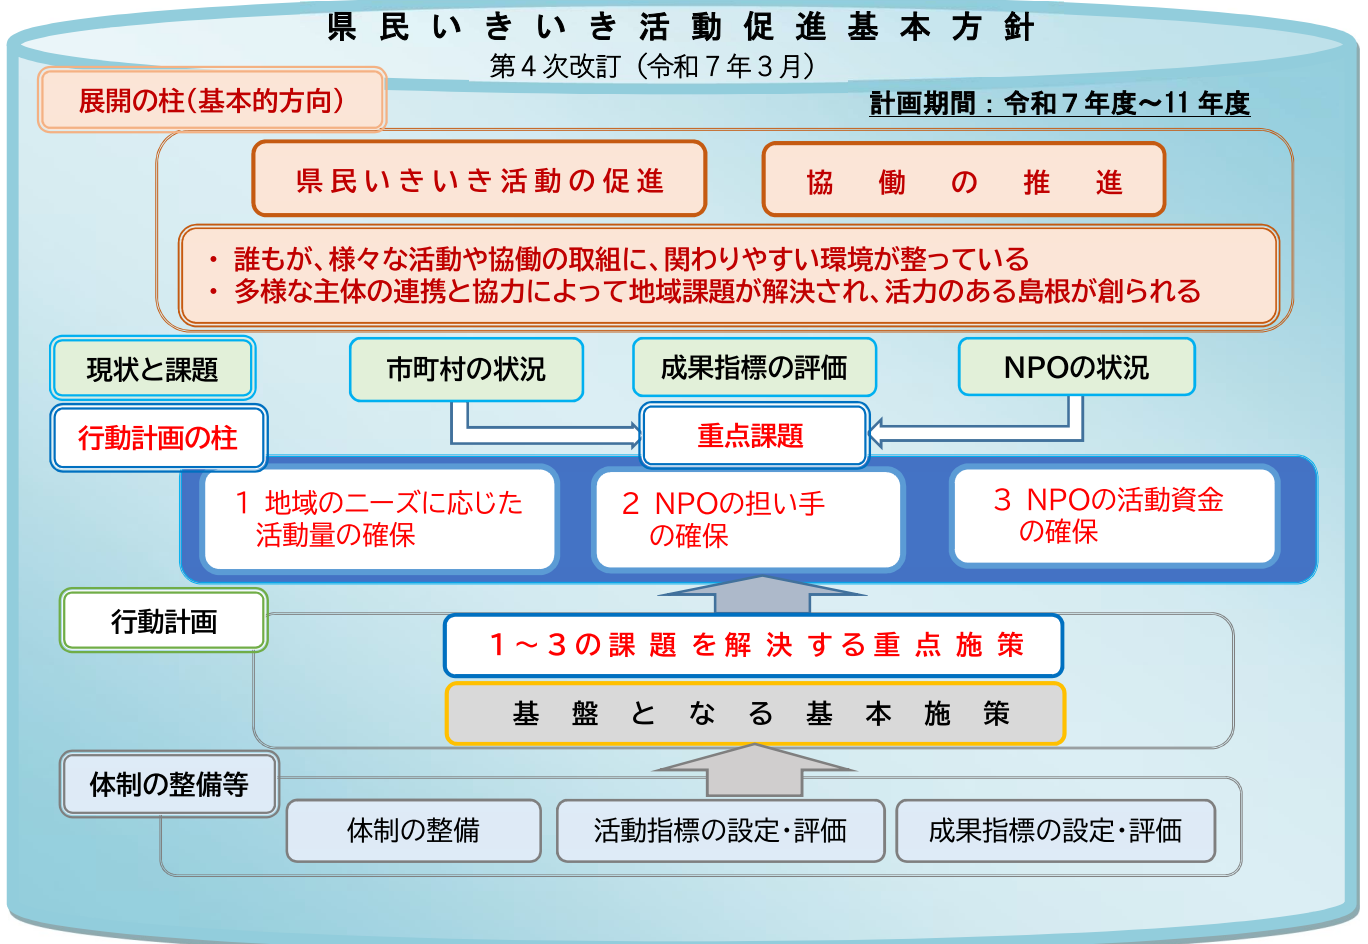 県民いきいき活動促進基本方針
第４次改訂（令和７年３月）
展開の柱（基本的方向）
計画期間：令和７年度～11年度
県民いきいき活動の促進
協働の推進
・ 誰もが、様々な活動や協働の取組に、関わりやすい環境が整っている
・ 多様な主体の連携と協力によって地域課題が解決され、活力のある島根が創られる
現状と課題
市町村の状況
成果指標の評価
NPOの状況
行動計画の柱
重点課題
１ 地域のニーズに応じた
活動量の確保
２ NPOの担い手
の確保
３ NPOの活動資金
の確保
行動計画
１～３の課題を解決する重点施策
基盤となる基本施策
体制の整備等
体制の整備
活動指標の設定・評価
成果指標の設定・評価